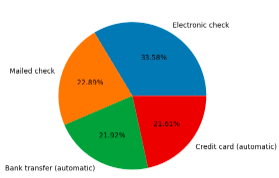 Electronic check
33.58%
Mailed check
22.89%
21.92%
21.61%
Credit card (automatic)
Bank transfer (automatic)